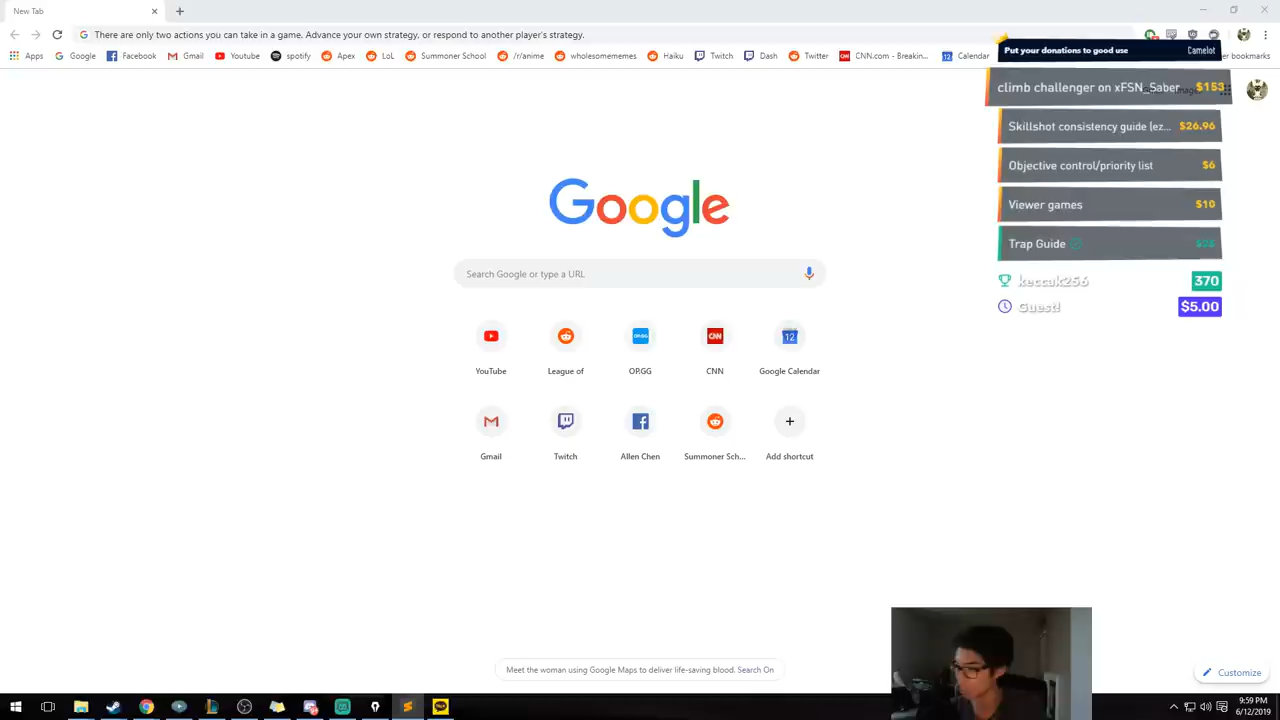 New Tab
There are only two actions you can take in a game. Advance your own strategy, or respond to another player's strategy.
Apps Google Facebook Gmail Youtube spotify Apex LoL Summoner School /r/anime wholesomememes Haiku Twitch Dash Twitter CNN.com - Breakin... Calendar er bookmarks
Put your donations to good use Camelot
climb challenger on xFSN_Saber $153
Skillshot consistency guide (ez... $26.96
Objective control/priority list $6
Viewer games $10
Trap Guide $25
keccak256 370
Guest! $5.00
Google
Search Google or type a URL
YouTube League of OP.GG CNN Google Calendar
Gmail Twitch Allen Chen Summoner Sch... Add shortcut
Meet the woman using Google Maps to deliver life-saving blood. Search On
Customize
9:59 PM
6/12/2019